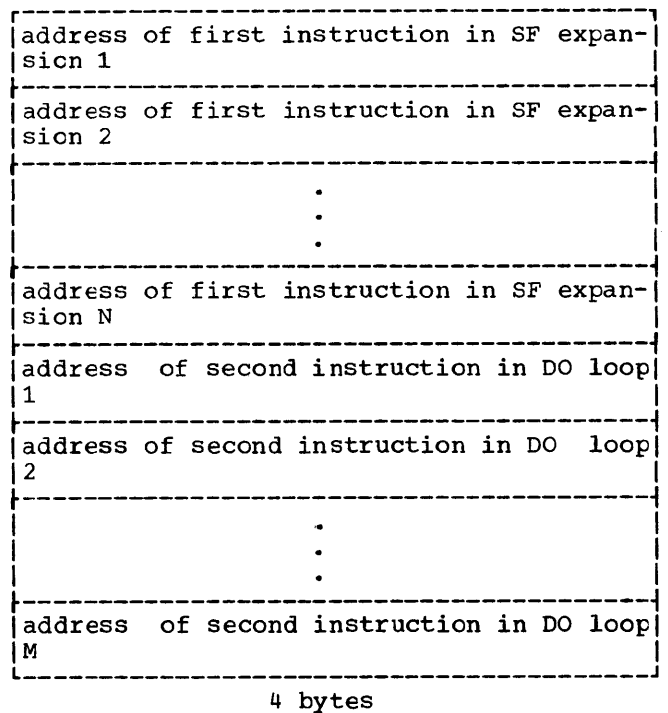 address of first instruction in SF expan-
sion 1
address of first instruction in SF expan-
sion 2
.
.
.
address of first instruction in SF expan-
sion N
address of second instruction in DO loop
1
address of second instruction in DO loop
2
.
.
.
address of second instruction in DO loop
M
4 bytes